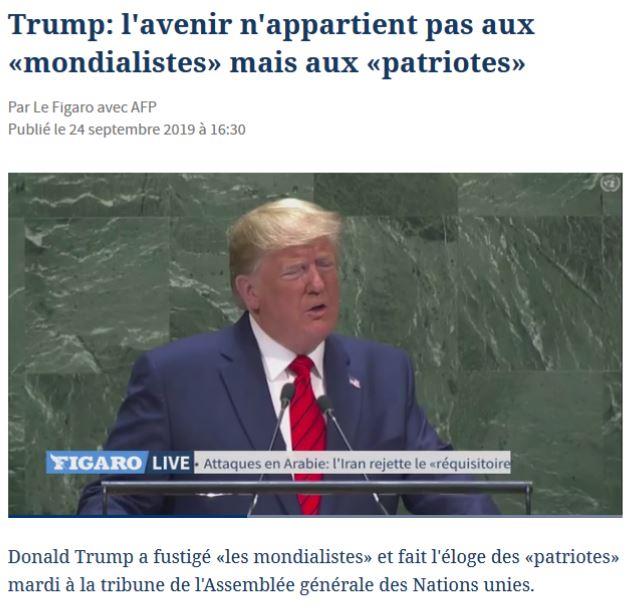 Trump: l'avenir n'appartient pas aux
«mondialistes» mais aux «patriotes»
Par Le Figaro avec AFP
Publié le 24 septembre 2019 à 16:30
FIGARO LIVE • Attaques en Arabie: l'Iran rejette le «réquisitoire
Donald Trump a fustigé «les mondialistes» et fait l'éloge des «patriotes»
mardi à la tribune de l'Assemblée générale des Nations unies.